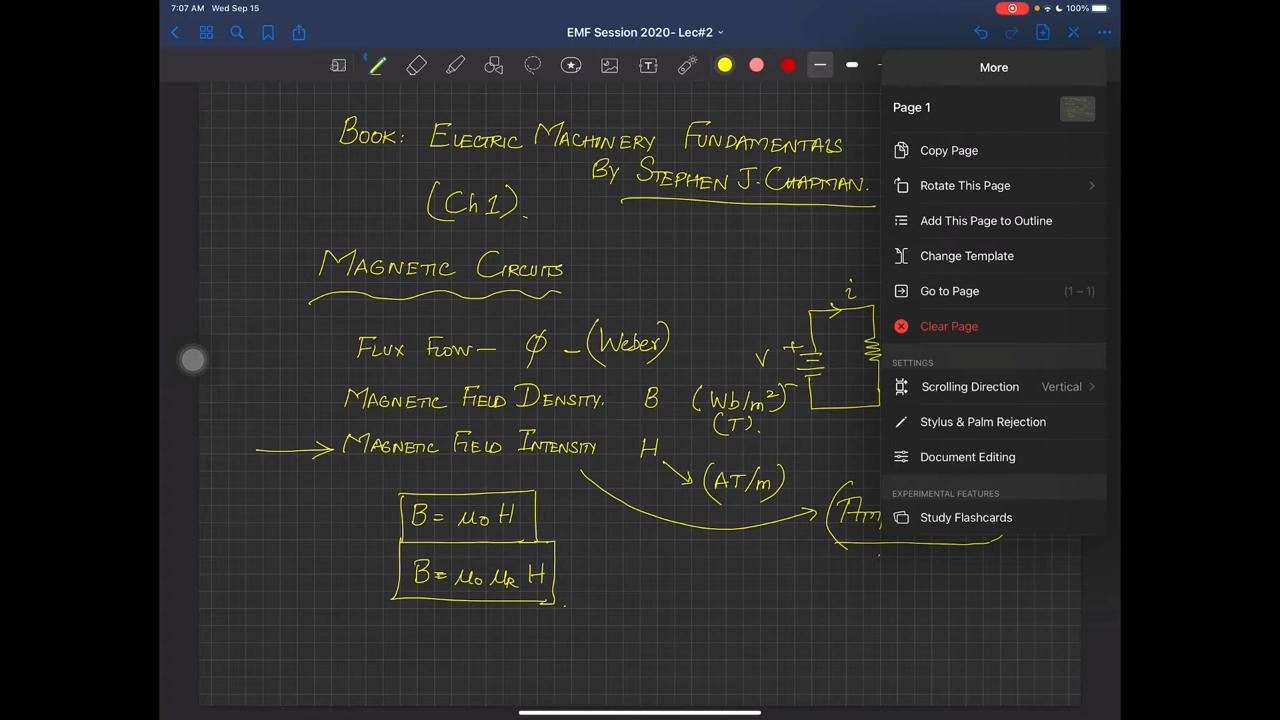 7:07 AM Wed Sep 15
100%
EMF Session 2020- Lec#2
More
Page 1
Copy Page
Rotate This Page
Add This Page to Outline
Change Template
Go to Page (1 – 1)
Clear Page
SETTINGS
Scrolling Direction Vertical
Stylus & Palm Rejection
Document Editing
EXPERIMENTAL FEATURES
Study Flashcards
BOOK: ELECTRIC MACHINERY FUNDAMENTALS
BY STEPHEN J. CHAPMAN.
(Ch 1).
MAGNETIC CIRCUITS
i
V + -
FLUX FLOW — ϕ — (Weber)
MAGNETIC FIELD DENSITY. B (Wb/m²)
(T).
MAGNETIC FIELD INTENSITY H
(AT/m)
B = μ₀ H
B = μ₀ μR H